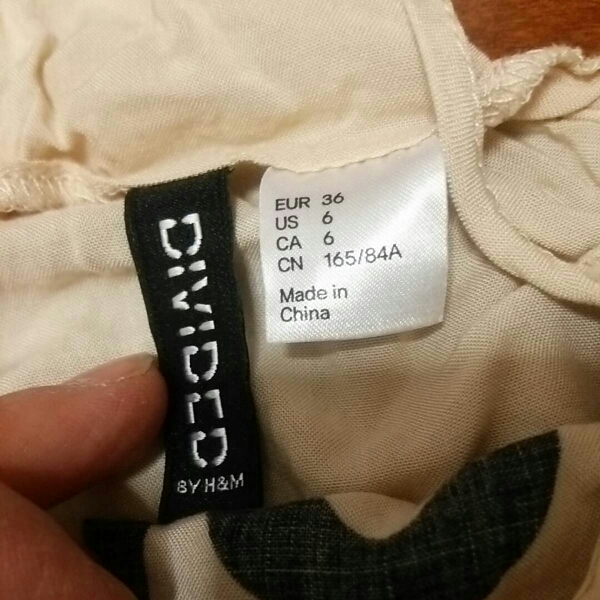 DIVIDED
BY H&M
EUR 36
US 6
CA 6
CN 165/84A
Made in
China